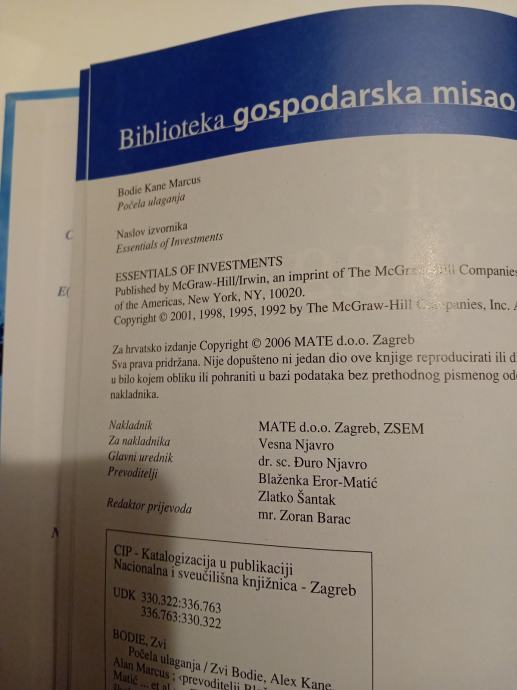 Biblioteka gospodarska misao
Bodie Kane Marcus
Počela ulaganja
Naslov izvornika
Essentials of Investments
ESSENTIALS OF INVESTMENTS
Published by McGraw-Hill/Irwin, an imprint of The McGraw-Hill Companies
of the Americas, New York, NY, 10020.
Copyright © 2001, 1998, 1995, 1992 by The McGraw-Hill Companies, Inc. A
Za hrvatsko izdanje Copyright © 2006 MATE d.o.o. Zagreb
Sva prava pridržana. Nije dopušteno ni jedan dio ove knjige reproducirati ili d
u bilo kojem obliku ili pohraniti u bazi podataka bez prethodnog pismenog od
nakladnika.
Nakladnik MATE d.o.o. Zagreb, ZSEM
Za nakladnika Vesna Njavro
Glavni urednik dr. sc. Đuro Njavro
Prevoditelji Blaženka Eror-Matić
Zlatko Šantak
Redaktor prijevoda mr. Zoran Barac
CIP - Katalogizacija u publikaciji
Nacionalna i sveučilišna knjižnica - Zagreb
UDK 330.322:336.763
336.763:330.322
BODIE, Zvi
Počela ulaganja / Zvi Bodie, Alex Kane,
Alan Marcus ; <prevoditelji
Matić ... et al.